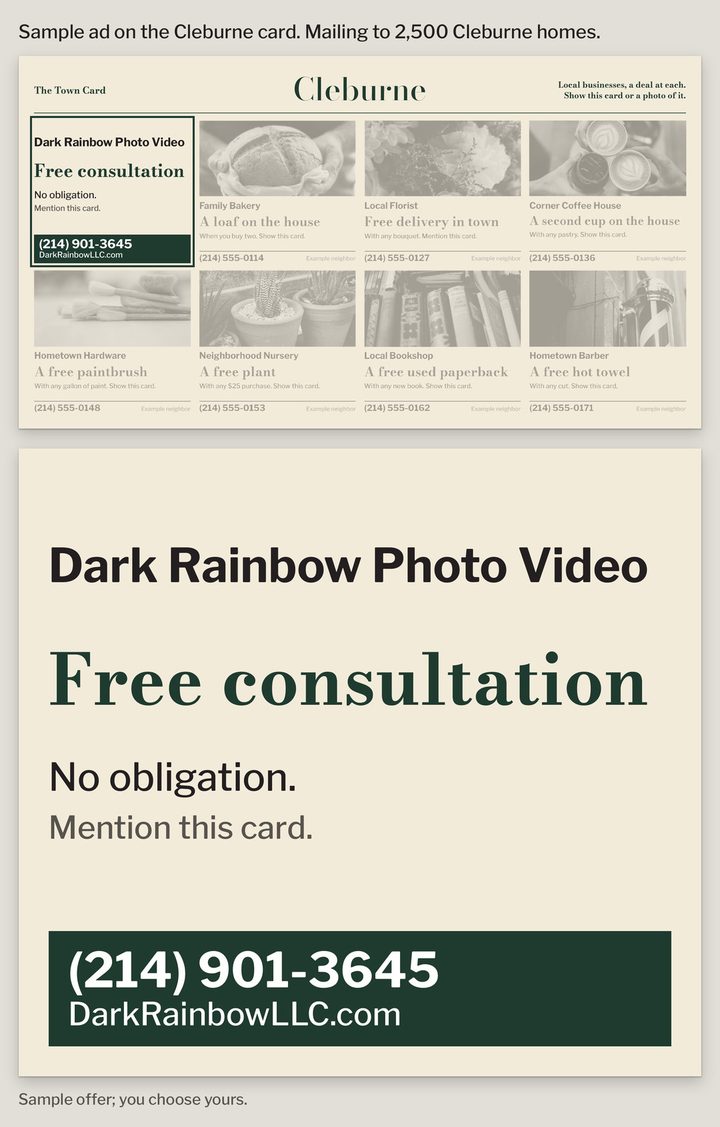 Sample ad on the Cleburne card. Mailing to 2,500 Cleburne homes.
The Town Card
Cleburne
Local businesses, a deal at each.
Show this card or a photo of it.
Dark Rainbow Photo Video
Free consultation
No obligation.
Mention this card.
(214) 901-3645
DarkRainbowLLC.com
Family Bakery
A loaf on the house
When you buy two. Show this card.
(214) 555-0114
Example neighbor
Local Florist
Free delivery in town
With any bouquet. Mention this card.
(214) 555-0127
Example neighbor
Corner Coffee House
A second cup on the house
With any pastry. Show this card.
(214) 555-0136
Example neighbor
Hometown Hardware
A free paintbrush
With any gallon of paint. Show this card.
(214) 555-0148
Example neighbor
Neighborhood Nursery
A free plant
With any $25 purchase. Show this card.
(214) 555-0153
Example neighbor
Local Bookshop
A free used paperback
With any new book. Show this card.
(214) 555-0162
Example neighbor
Hometown Barber
A free hot towel
With any cut. Show this card.
(214) 555-0171
Example neighbor
Dark Rainbow Photo Video
Free consultation
No obligation.
Mention this card.
(214) 901-3645
DarkRainbowLLC.com
Sample offer; you choose yours.